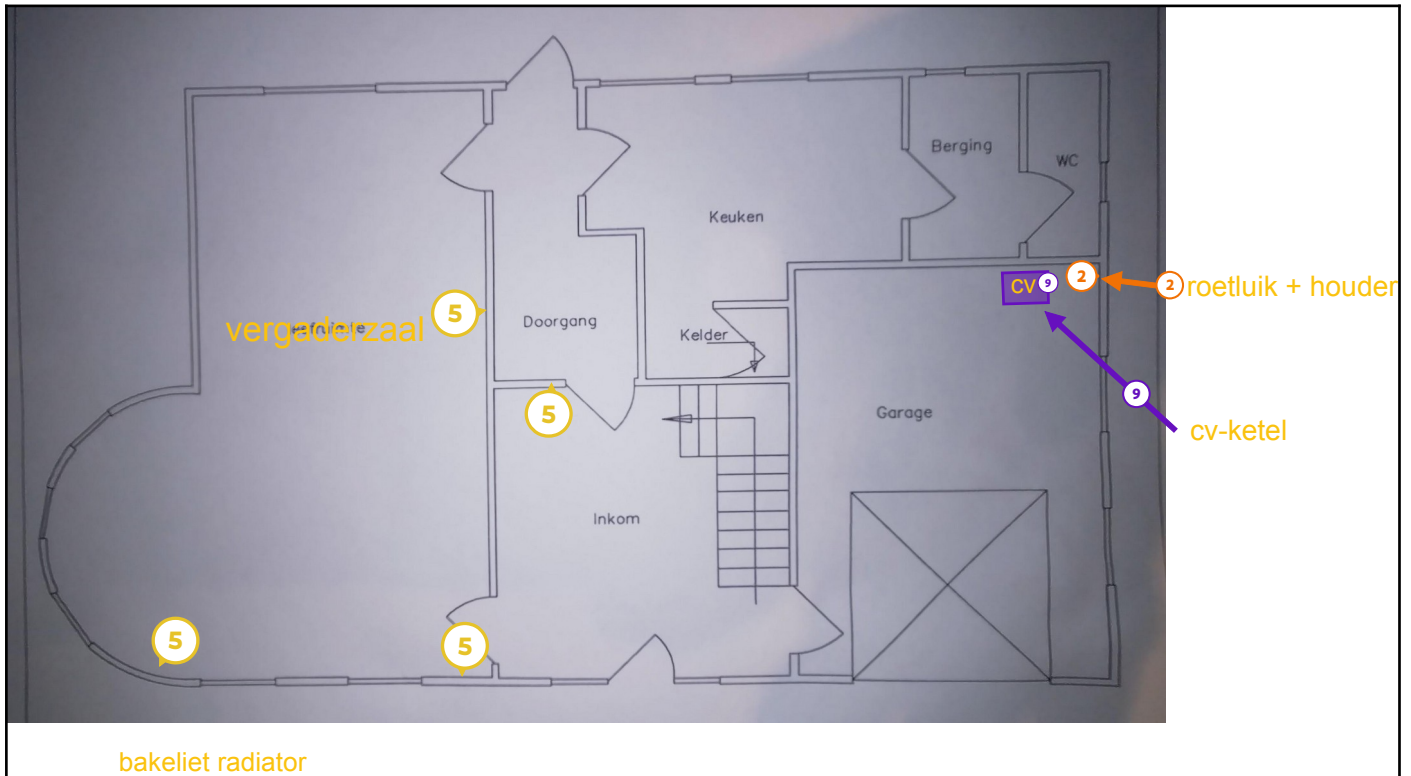 Berging
WC
Keuken
CV
9
2
2
roetluik + houder
5
vergaderzaal
Doorgang
Kelder
9
5
Garage
cv-ketel
Inkom
5
5
bakeliet radiator